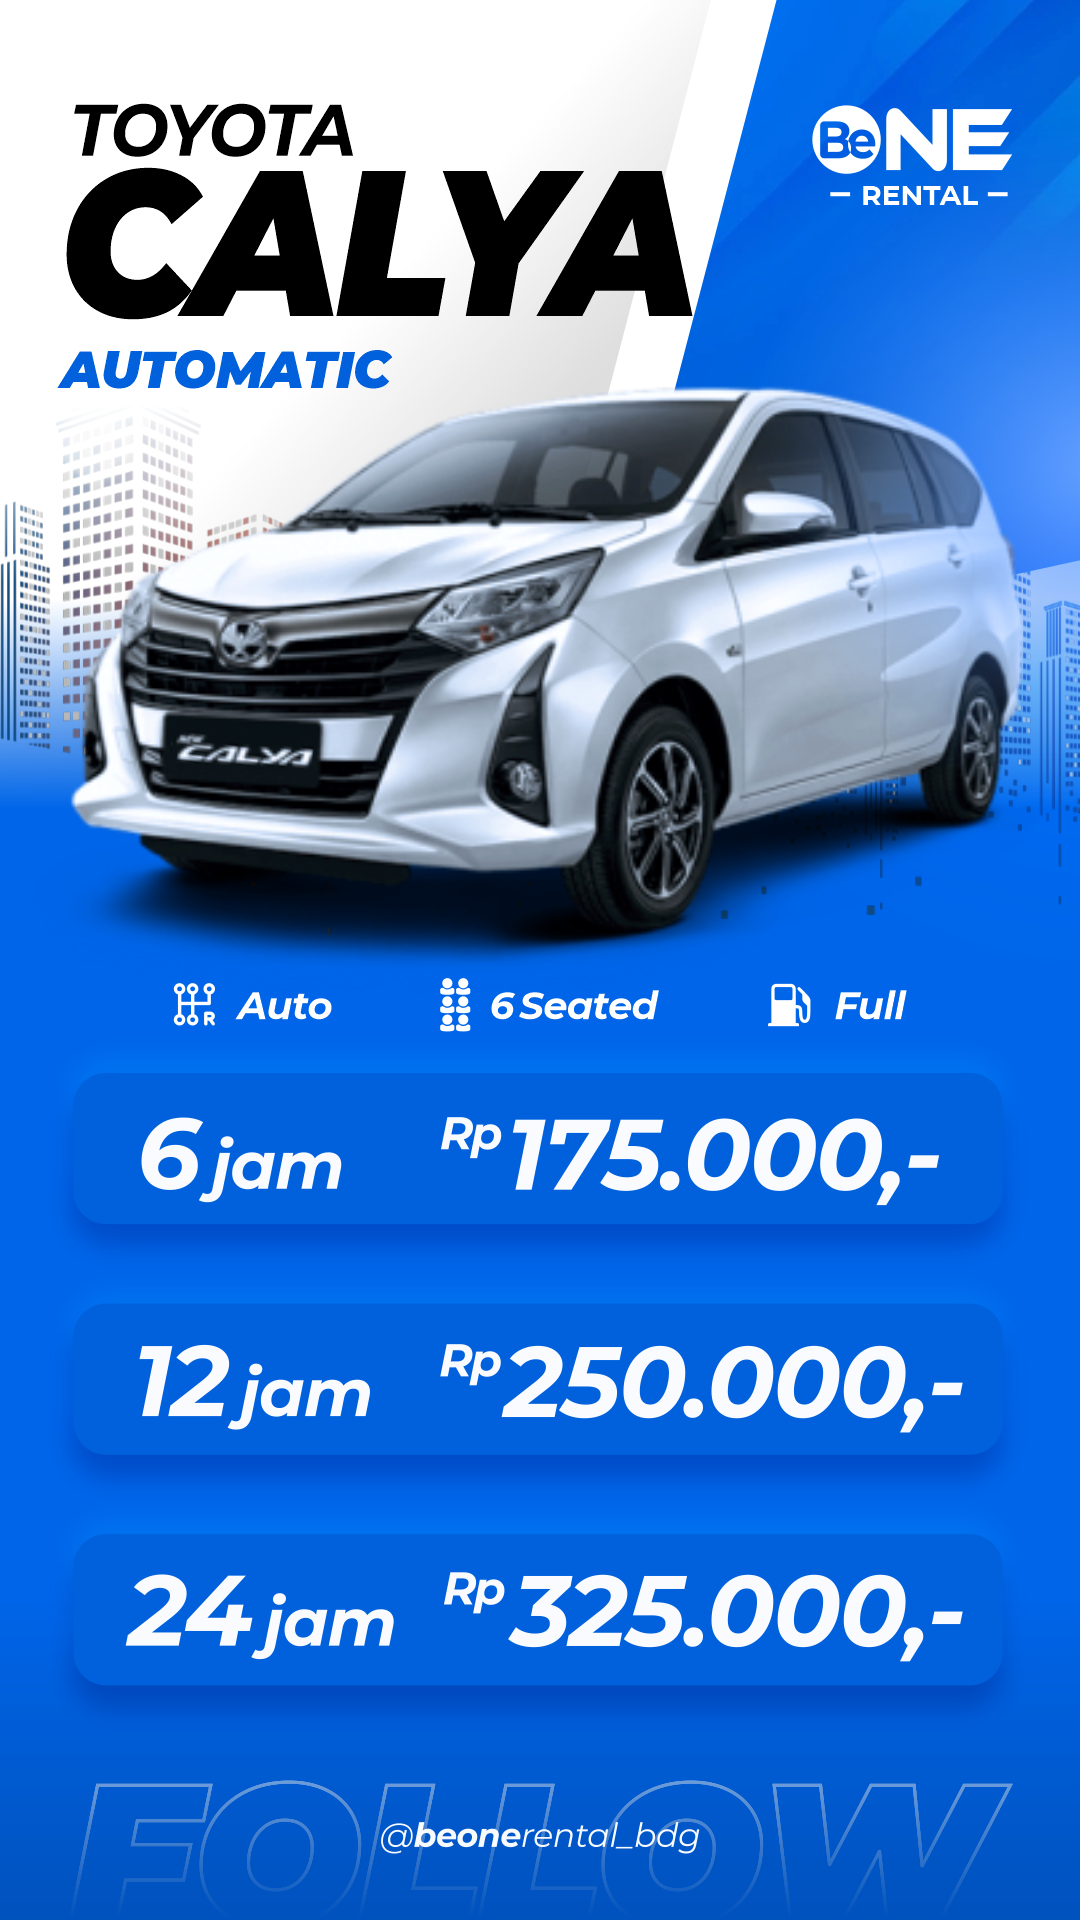 TOYOTA
CALYA
AUTOMATIC
BeONE
RENTAL
NEW
CALYA
R
Auto
6 Seated
Full
6 jam Rp 175.000,-
12 jam Rp 250.000,-
24 jam Rp 325.000,-
FOLLOW
@beonerental_bdg